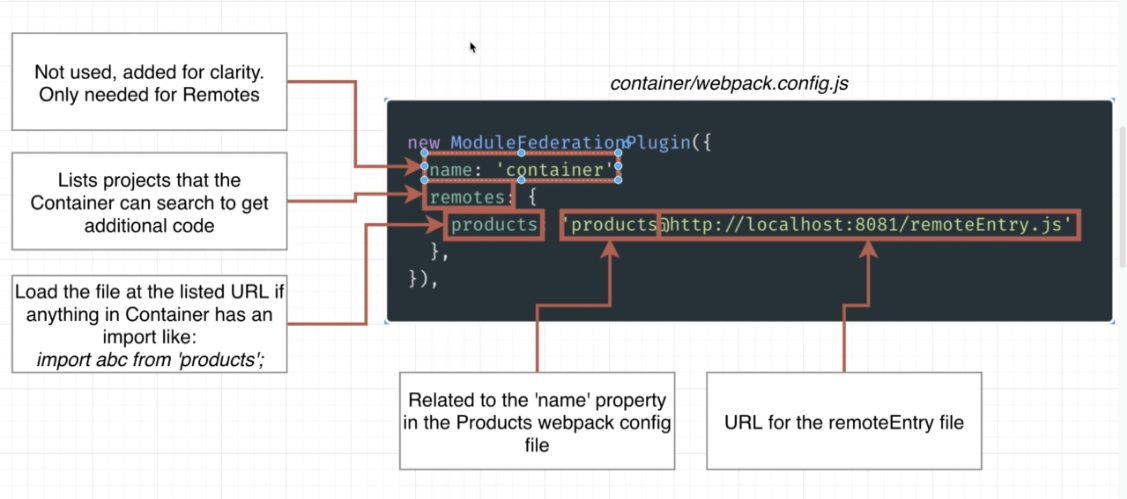 container/webpack.config.js
Not used, added for clarity.
Only needed for Remotes
Lists projects that the
Container can search to get
additional code
Load the file at the listed URL if
anything in Container has an
import like:
import abc from 'products';
new ModuleFederationPlugin({
name: 'container'
remotes: {
products 'products@http://localhost:8081/remoteEntry.js'
},
}),
Related to the 'name' property
in the Products webpack config
file
URL for the remoteEntry file